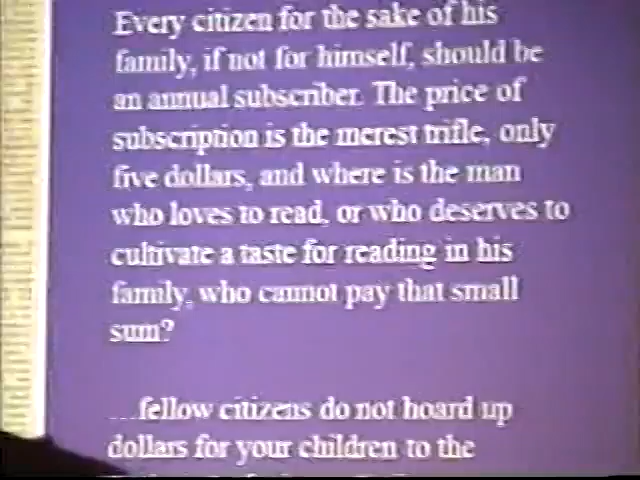 Every citizen for the sake of his
family, if not for himself, should be
an annual subscriber. The price of
subscription is the merest trifle, only
five dollars, and where is the man
who loves to read, or who deserves to
cultivate a taste for reading in his
family, who cannot pay that small
sum?
...fellow citizens do not hoard up
dollars for your children to the